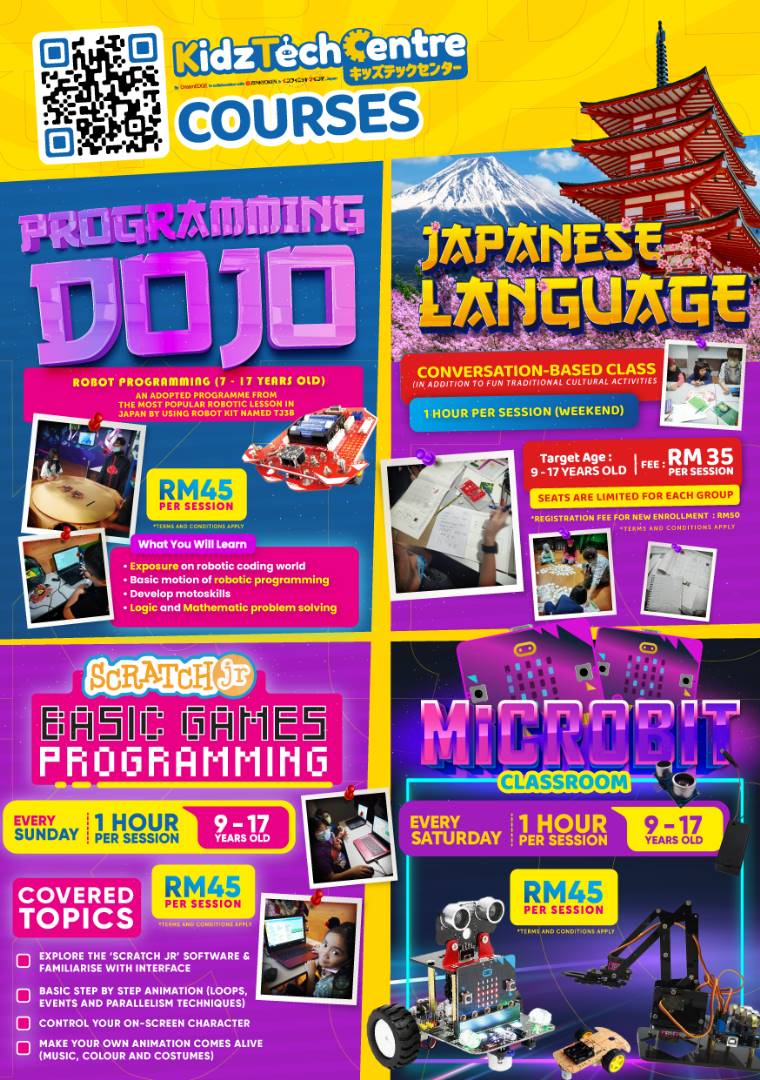 KidzTechCentre
キッズテックセンター
COURSES
PROGRAMMING
DOJO
ROBOT PROGRAMMING (7 - 17 YEARS OLD)
AN ADOPTED PROGRAMME FROM
THE MOST POPULAR ROBOTIC LESSON IN
JAPAN BY USING ROBOT KIT NAMED TJ3B
RM45
PER SESSION
*TERMS AND CONDITIONS APPLY
What You Will Learn
• Exposure on robotic coding world
• Basic motion of robotic programming
• Develop motoskills
• Logic and Mathematic problem solving
JAPANESE
LANGUAGE
CONVERSATION-BASED CLASS
(IN ADDITION TO FUN TRADITIONAL CULTURAL ACTIVITIES
1 HOUR PER SESSION (WEEKEND)
Target Age :
9 - 17 YEARS OLD
FEE : RM 35
PER SESSION
SEATS ARE LIMITED FOR EACH GROUP
*REGISTRATION FEE FOR NEW ENROLLMENT : RM50
*TERMS AND CONDITIONS APPLY
SCRATCH jr
BASIC GAMES
PROGRAMMING
EVERY
SUNDAY
1 HOUR
PER SESSION
9 - 17
YEARS OLD
COVERED
TOPICS
RM45
PER SESSION
*TERMS AND CONDITIONS APPLY
EXPLORE THE 'SCRATCH JR' SOFTWARE &
FAMILIARISE WITH INTERFACE
BASIC STEP BY STEP ANIMATION (LOOPS,
EVENTS AND PARALLELISM TECHNIQUES)
CONTROL YOUR ON-SCREEN CHARACTER
MAKE YOUR OWN ANIMATION COMES ALIVE
(MUSIC, COLOUR AND COSTUMES)
MiCROBIT
CLASSROOM
EVERY
SATURDAY
1 HOUR
PER SESSION
9 - 17
YEARS OLD
RM45
PER SESSION
*TERMS AND CONDITIONS APPLY